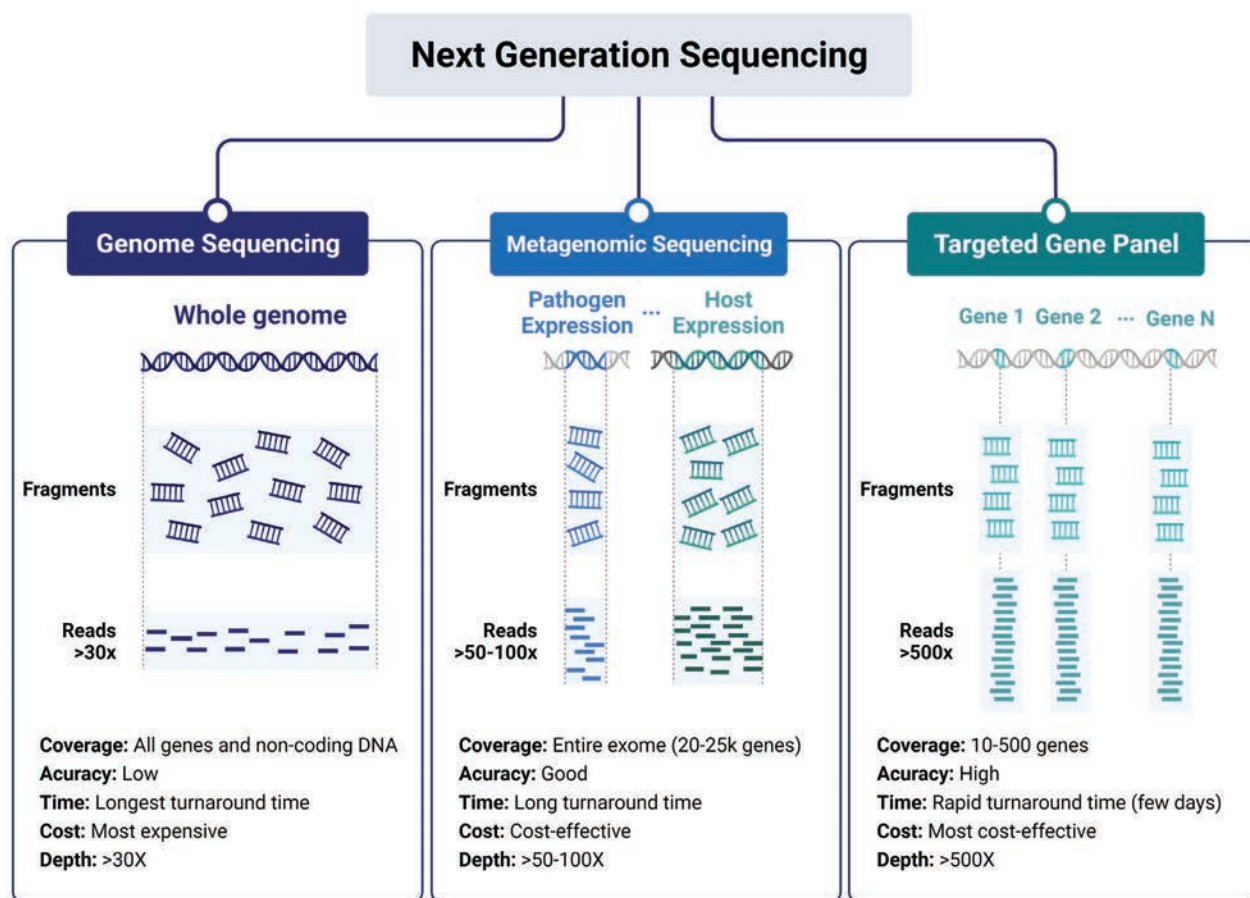 Next Generation Sequencing
Genome Sequencing
Whole genome
Fragments
Reads
>30x
Coverage: All genes and non-coding DNA
Acuracy: Low
Time: Longest turnaround time
Cost: Most expensive
Depth: >30X
Metagenomic Sequencing
Pathogen
Expression
...
Host
Expression
Fragments
Reads
>50-100x
Coverage: Entire exome (20-25k genes)
Acuracy: Good
Time: Long turnaround time
Cost: Cost-effective
Depth: >50-100X
Targeted Gene Panel
Gene 1 Gene 2 ... Gene N
Fragments
Reads
>500x
Coverage: 10-500 genes
Acuracy: High
Time: Rapid turnaround time (few days)
Cost: Most cost-effective
Depth: >500X